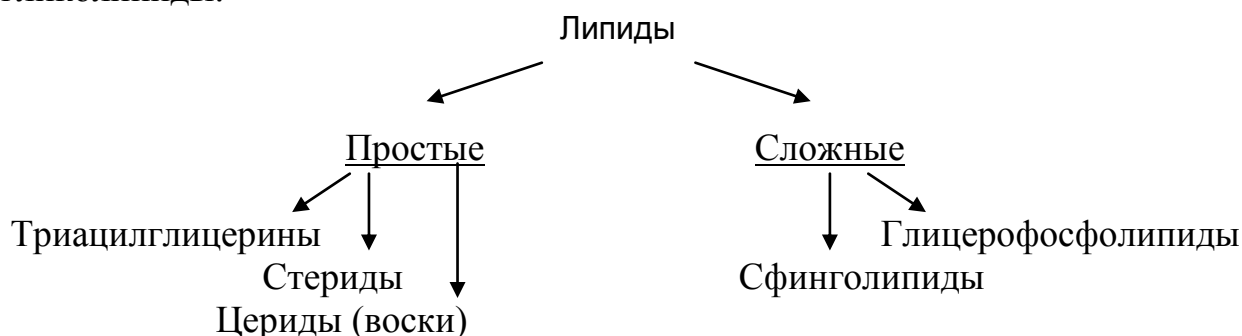 Липиды
Простые Сложные
Триацилглицерины Глицерофосфолипиды
Стериды Сфинголипиды
Цериды (воски)